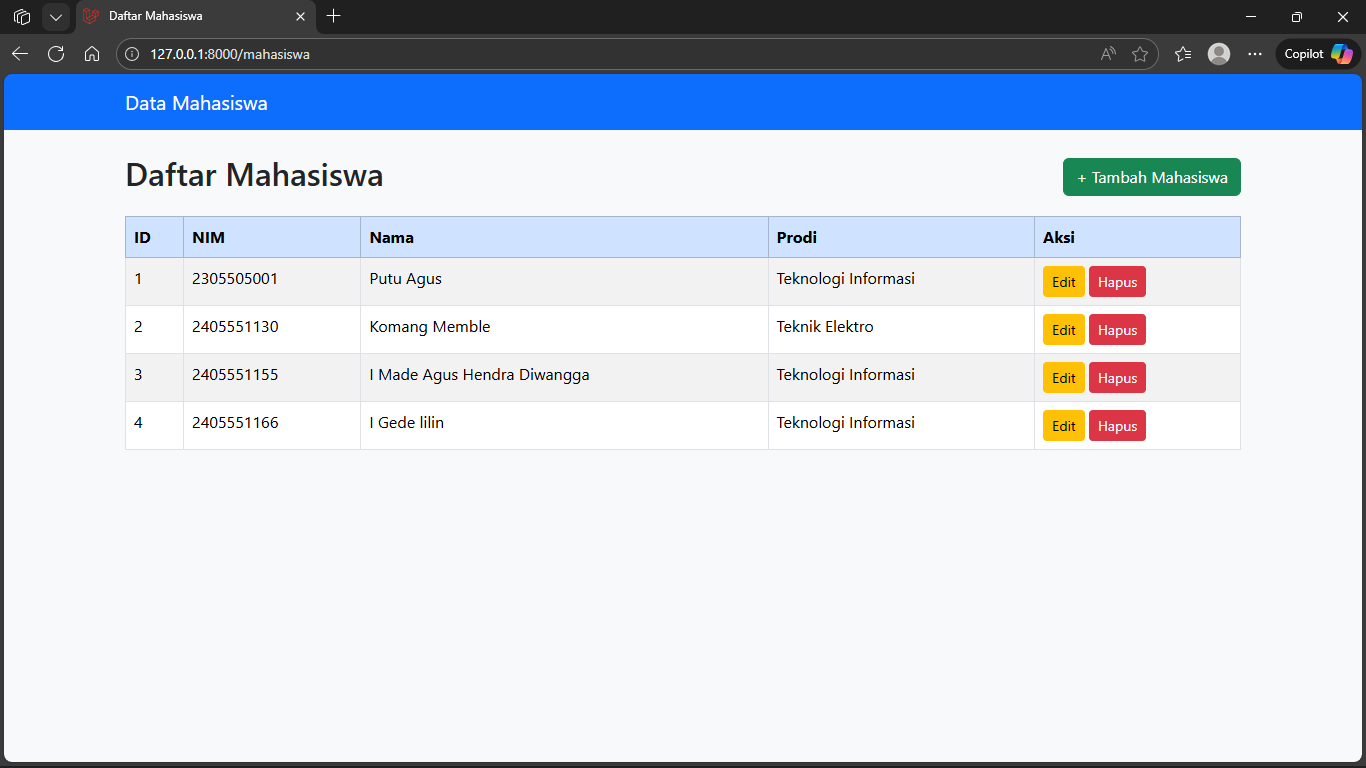 Daftar Mahasiswa
127.0.0.1:8000/mahasiswa
Copilot
Data Mahasiswa
Daftar Mahasiswa
+ Tambah Mahasiswa
ID NIM Nama Prodi Aksi
1 2305505001 Putu Agus Teknologi Informasi Edit Hapus
2 2405551130 Komang Memble Teknik Elektro Edit Hapus
3 2405551155 I Made Agus Hendra Diwangga Teknologi Informasi Edit Hapus
4 2405551166 I Gede lilin Teknologi Informasi Edit Hapus